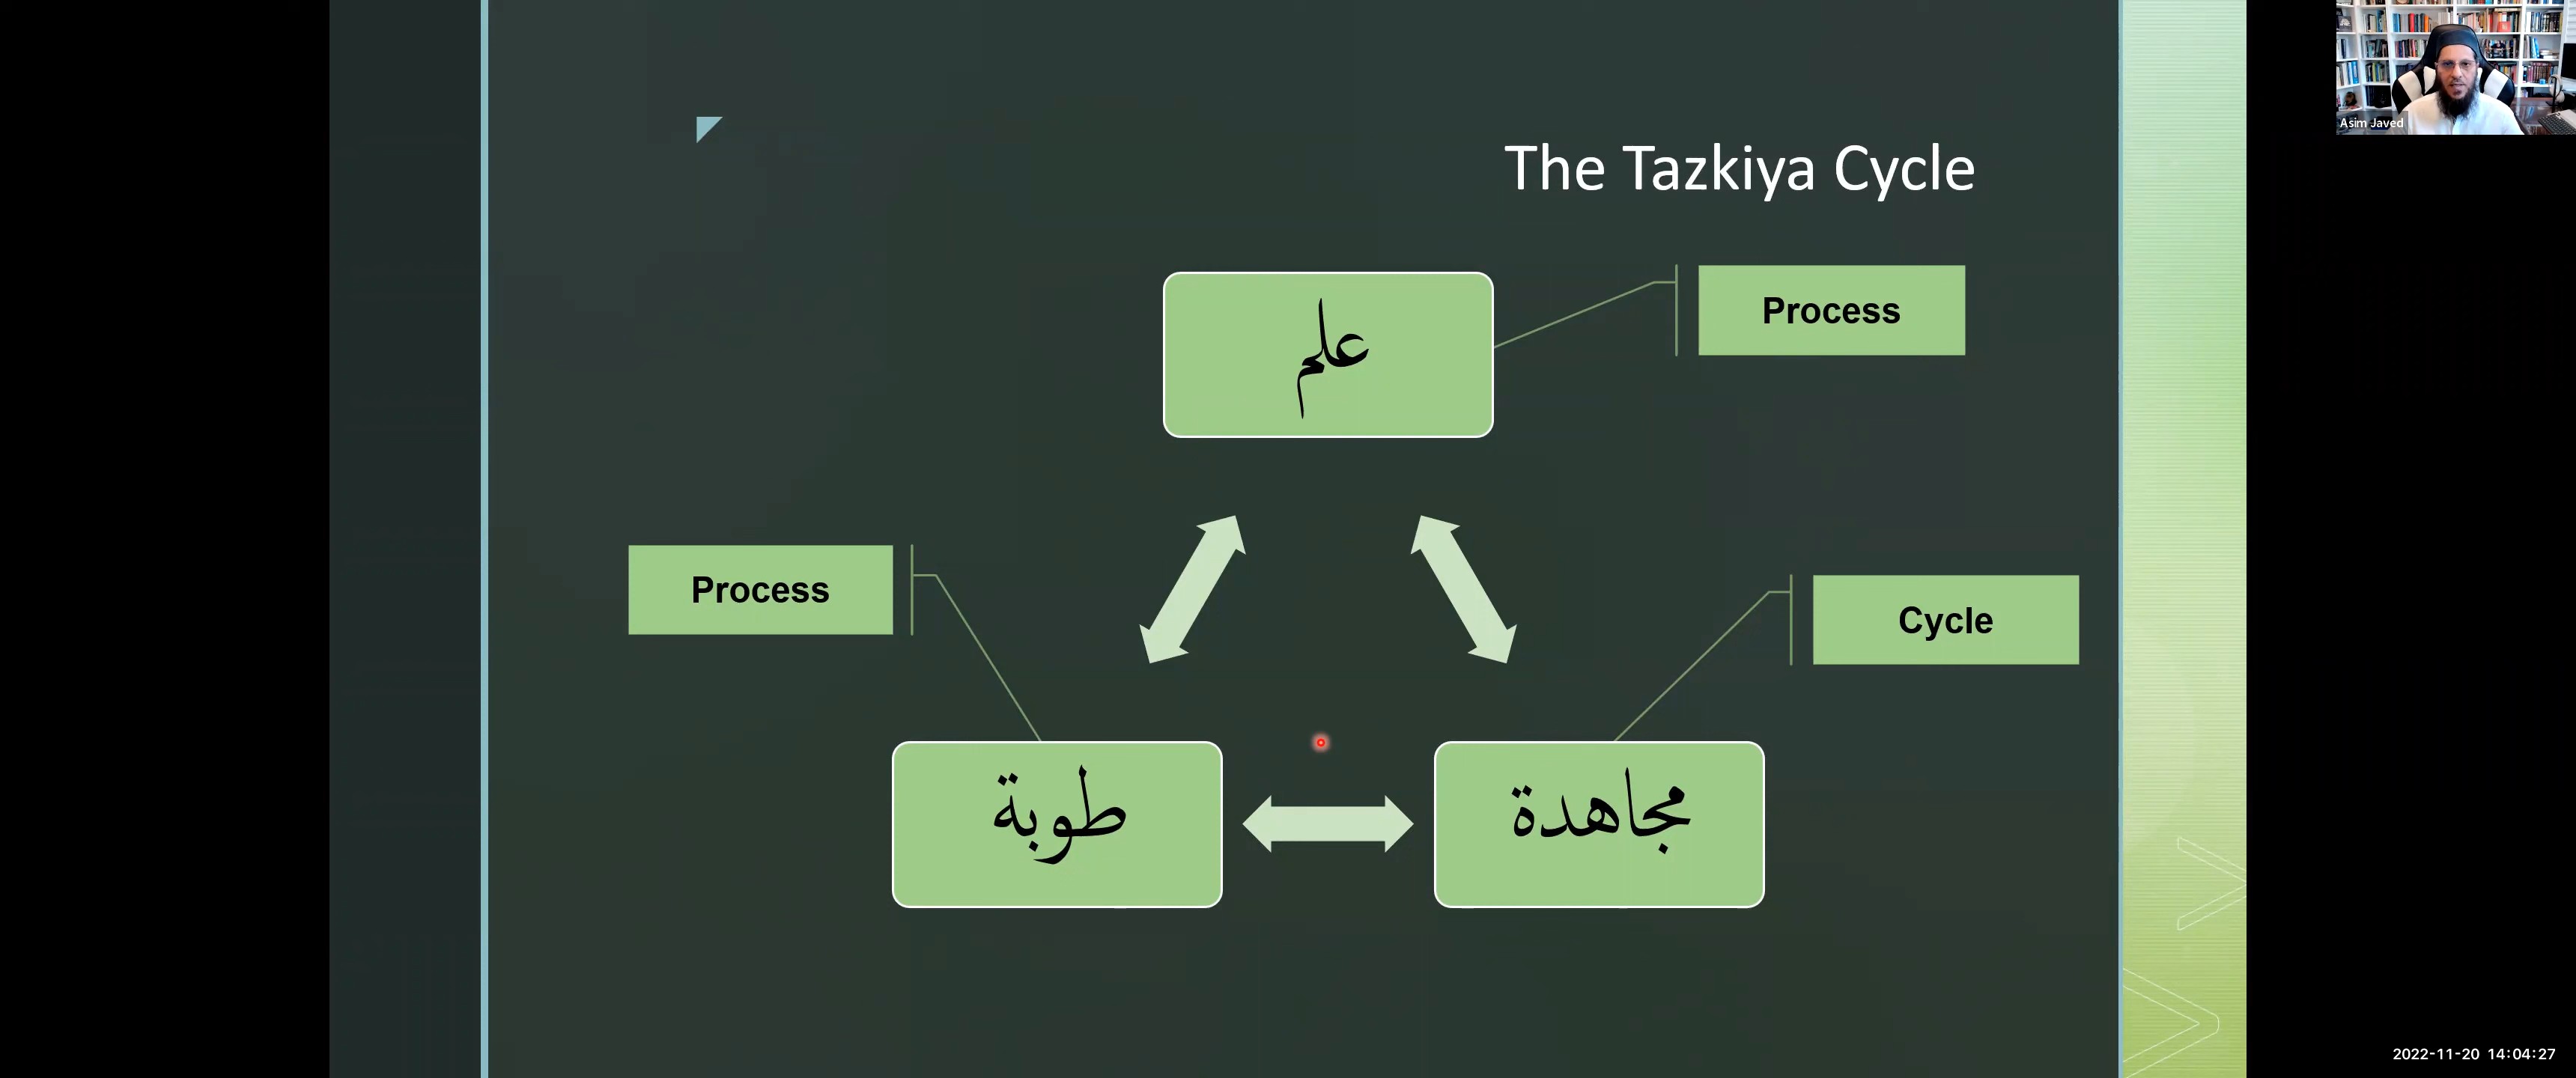 Asim Javed
The Tazkiya Cycle
علم
Process
Process
Cycle
طوبة
مجاهدة
2022-11-20 14:04:27